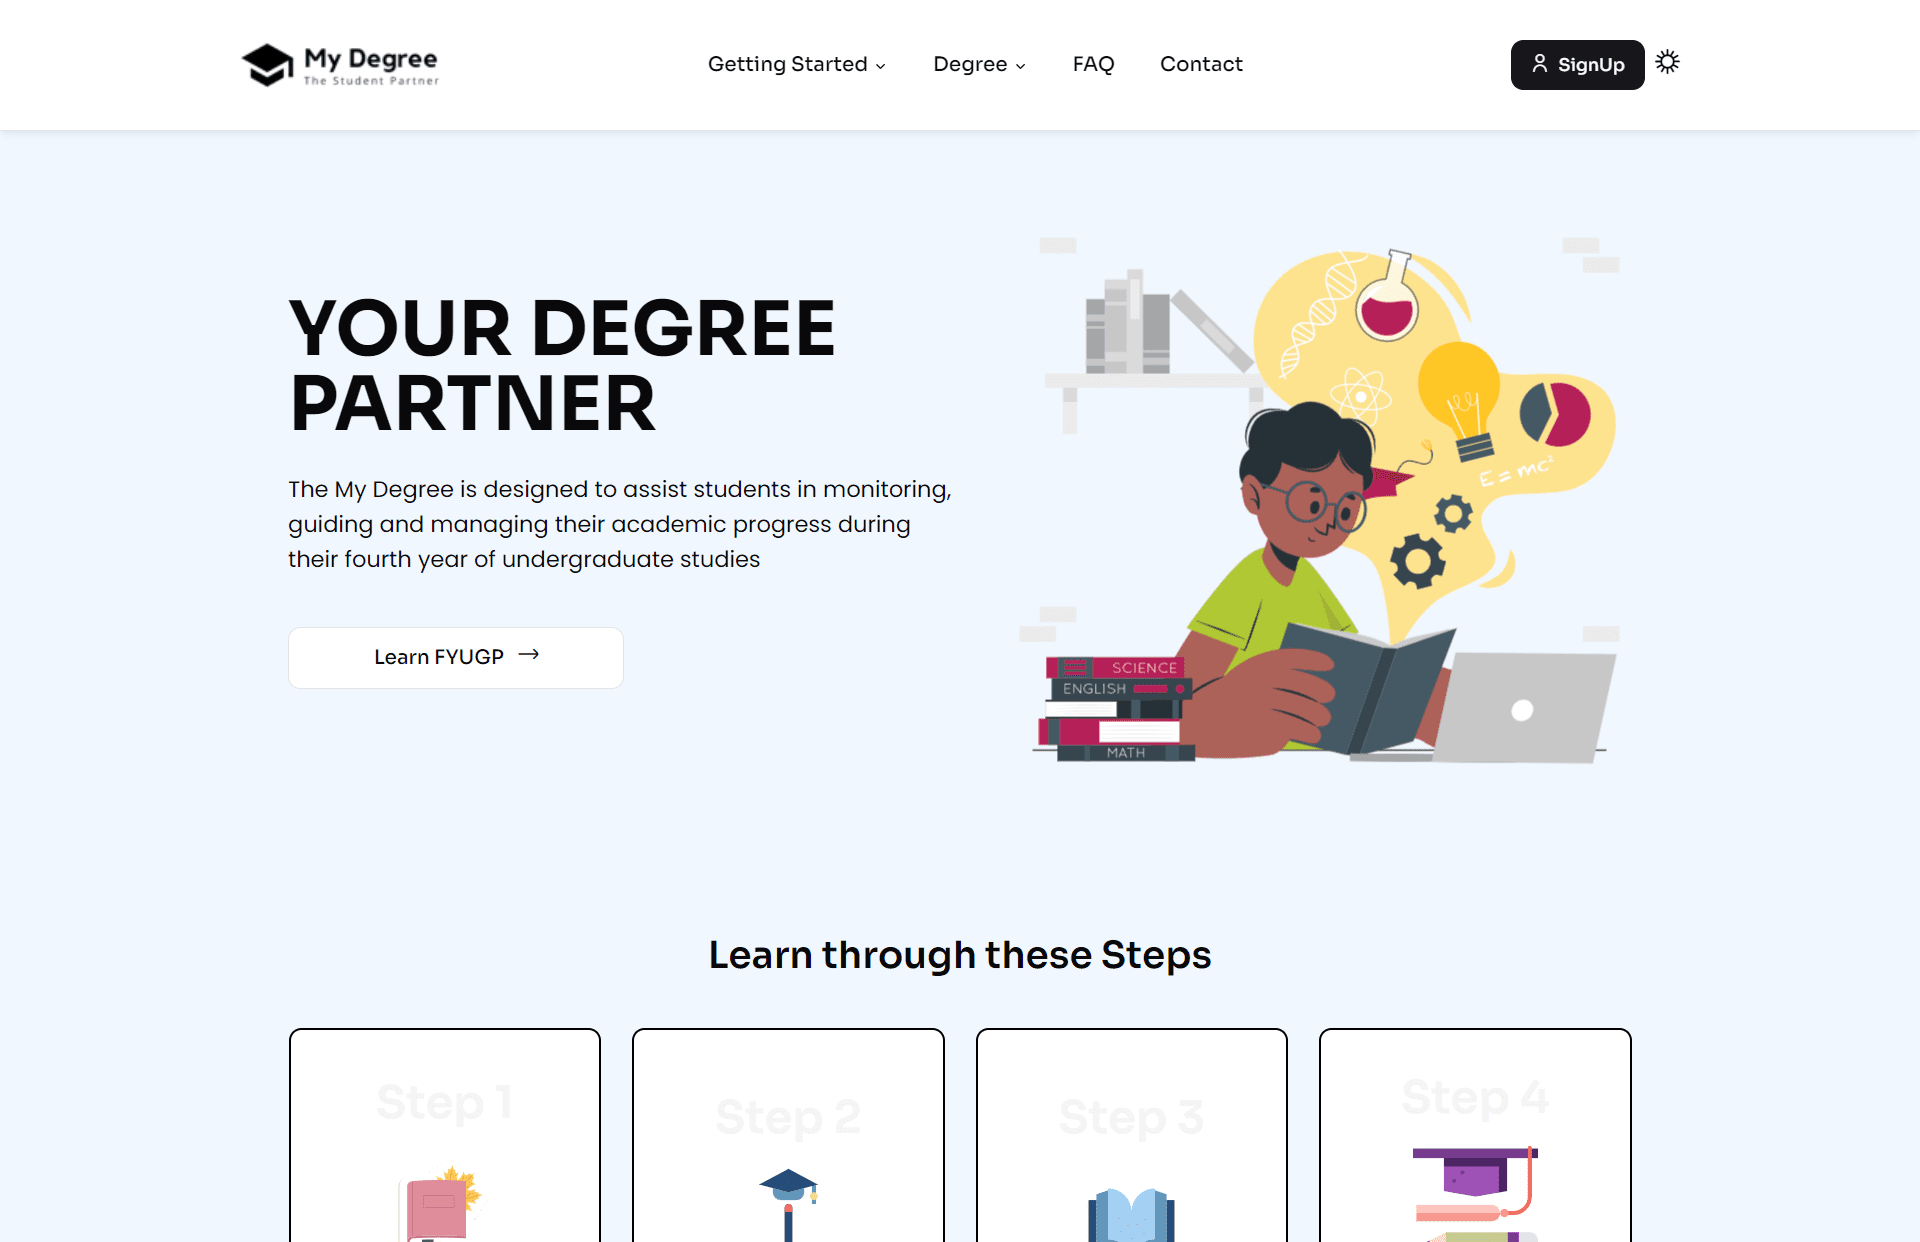 My Degree
The Student Partner
Getting Started
Degree
FAQ
Contact
SignUp
YOUR DEGREE
PARTNER
The My Degree is designed to assist students in monitoring,
guiding and managing their academic progress during
their fourth year of undergraduate studies
Learn FYUGP
E = mc²
SCIENCE
ENGLISH
MATH
Learn through these Steps
Step 1
Step 2
Step 3
Step 4